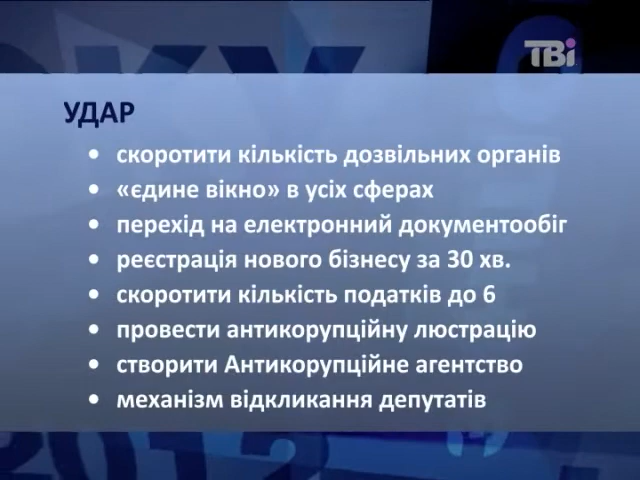 ТВі
УДАР
• скоротити кількість дозвільних органів
• «єдине вікно» в усіх сферах
• перехід на електронний документообіг
• реєстрація нового бізнесу за 30 хв.
• скоротити кількість податків до 6
• провести антикорупційну люстрацію
• створити Антикорупційне агентство
• механізм відкликання депутатів
2012